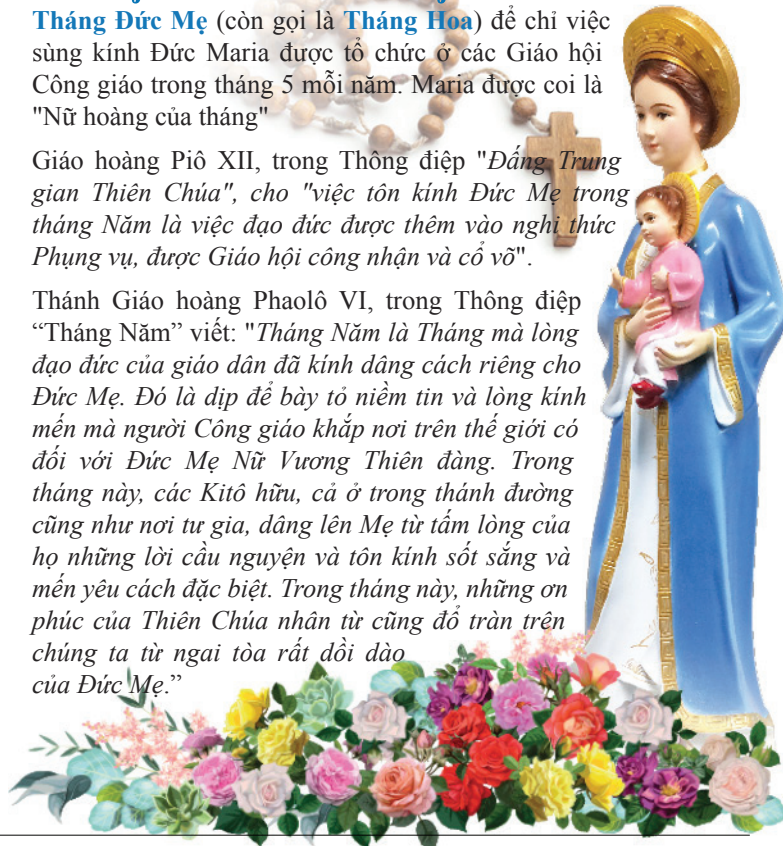 Tháng Đức Mẹ (còn gọi là Tháng Hoa) để chỉ việc
sùng kính Đức Maria được tổ chức ở các Giáo hội
Công giáo trong tháng 5 mỗi năm. Maria được coi là
"Nữ hoàng của tháng"
Giáo hoàng Piô XII, trong Thông điệp "Đấng Trung
gian Thiên Chúa", cho "việc tôn kính Đức Mẹ trong
tháng Năm là việc đạo đức được thêm vào nghi thức
Phụng vụ, được Giáo hội công nhận và cổ võ".
Thánh Giáo hoàng Phaolô VI, trong Thông điệp
“Tháng Năm” viết: "Tháng Năm là Tháng mà lòng
đạo đức của giáo dân đã kính dâng cách riêng cho
Đức Mẹ. Đó là dịp để bày tỏ niềm tin và lòng kính
mến mà người Công giáo khắp nơi trên thế giới có
đối với Đức Mẹ Nữ Vương Thiên đàng. Trong
tháng này, các Kitô hữu, cả ở trong thánh đường
cũng như nơi tư gia, dâng lên Mẹ từ tấm lòng của
họ những lời cầu nguyện và tôn kính sốt sắng và
mến yêu cách đặc biệt. Trong tháng này, những ơn
phúc của Thiên Chúa nhân từ cũng đổ tràn trên
chúng ta từ ngai tòa rất dồi dào
của Đức Mẹ.”